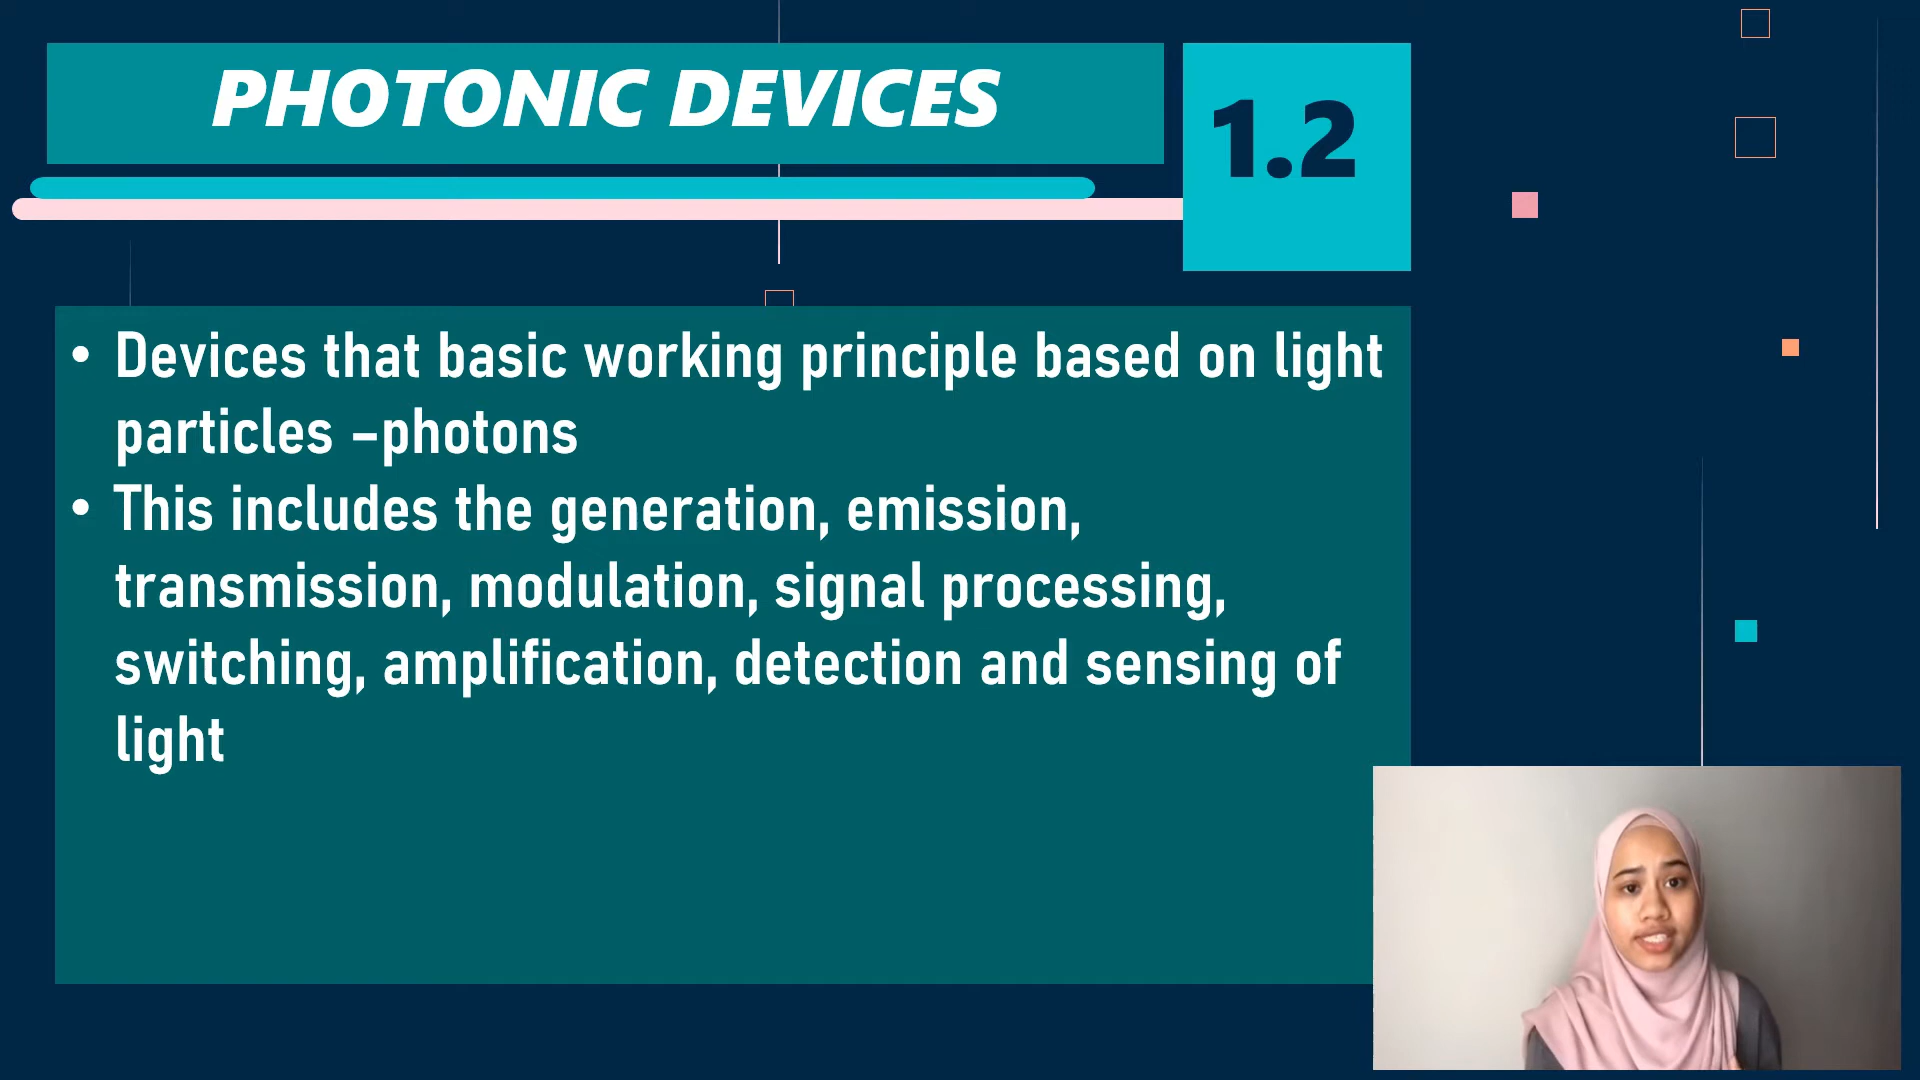 PHOTONIC DEVICES
1.2
• Devices that basic working principle based on light
particles –photons
• This includes the generation, emission,
transmission, modulation, signal processing,
switching, amplification, detection and sensing of
light